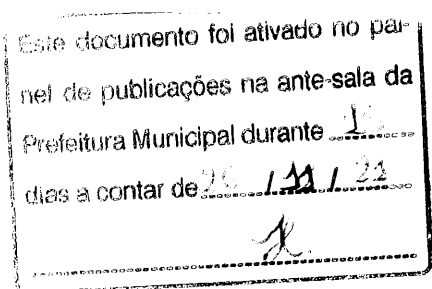 Este documento foi ativado no pai-
nel de publicações na ante-sala da
Prefeitura Municipal durante
dias a contar de / 11 /